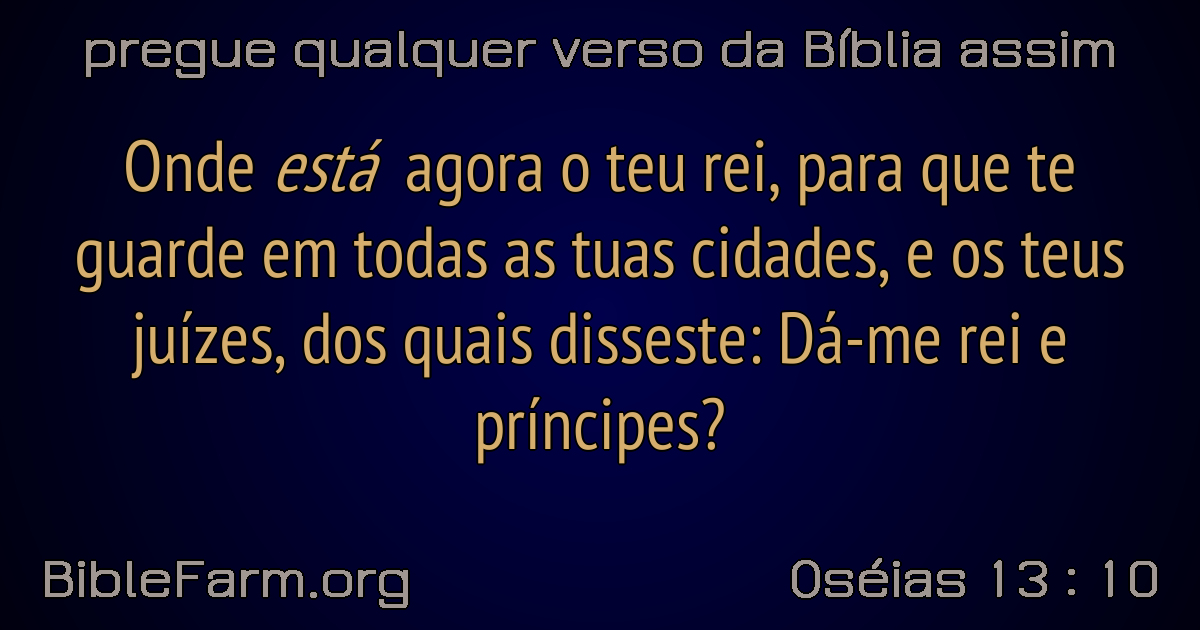 pregue qualquer verso da Bíblia assim
Onde está agora o teu rei, para que te
guarde em todas as tuas cidades, e os teus
juízes, dos quais disseste: Dá-me rei e
príncipes?
BibleFarm.org
Oséias 13 : 10